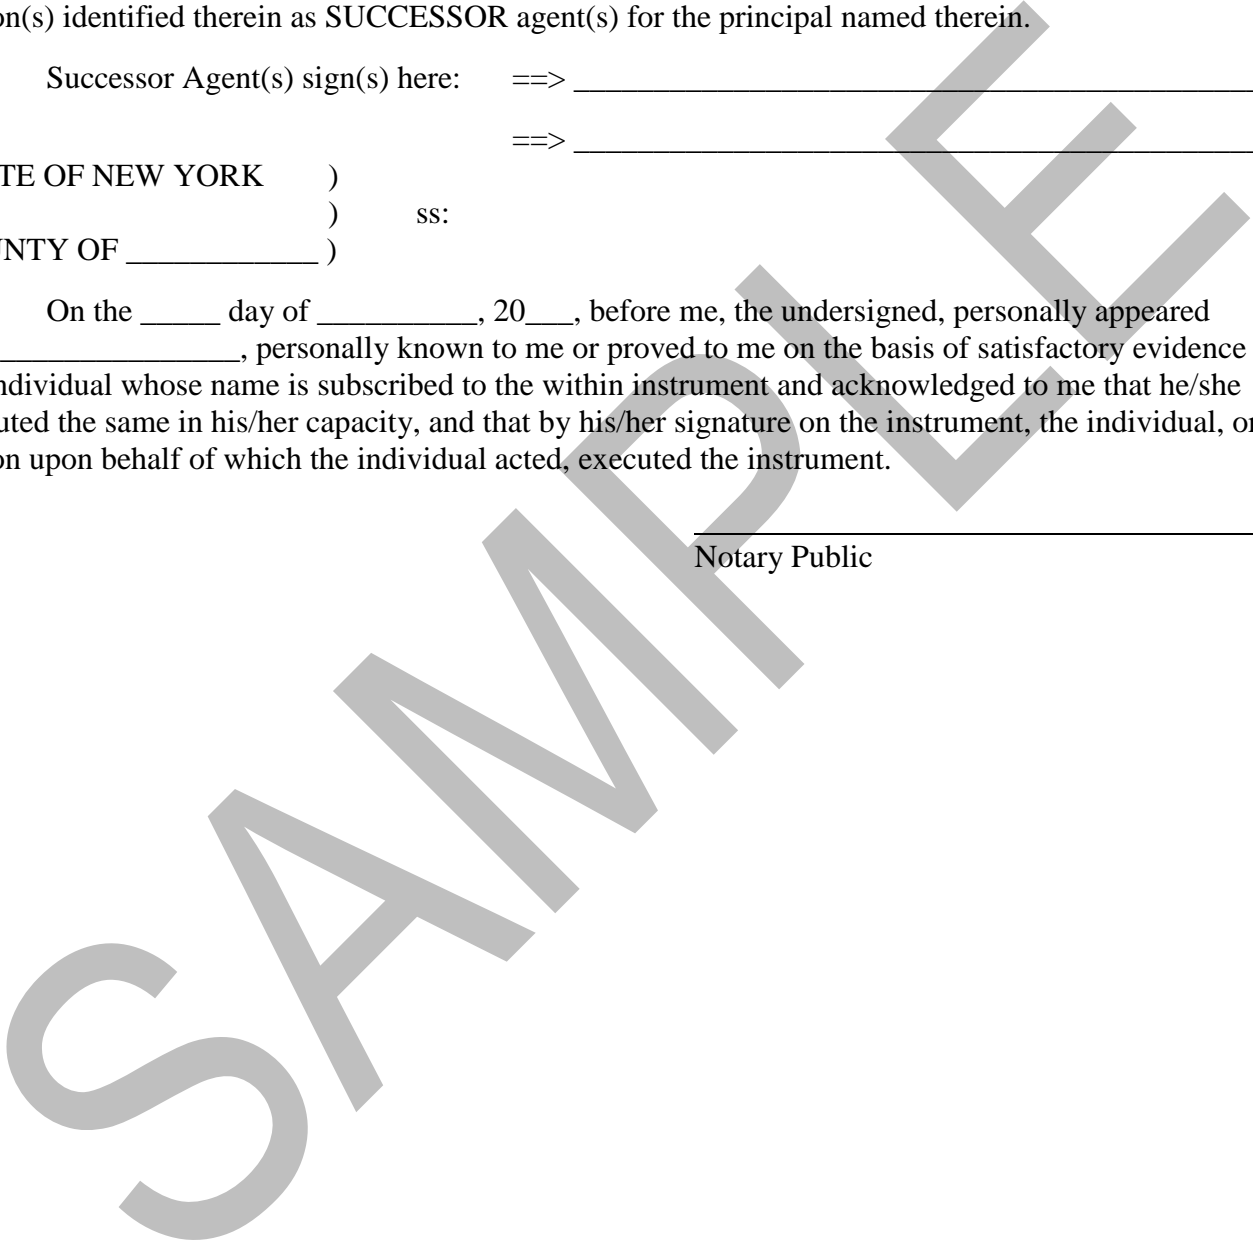 on(s) identified therein as SUCCESSOR agent(s) for the principal named therein.
Successor Agent(s) sign(s) here: ==> ___________________________________________
==> ___________________________________________
TE OF NEW YORK )
) ss:
NTY OF ____________ )
On the _____ day of __________, 20___, before me, the undersigned, personally appeared
_______________, personally known to me or proved to me on the basis of satisfactory evidence
ndividual whose name is subscribed to the within instrument and acknowledged to me that he/she
uted the same in his/her capacity, and that by his/her signature on the instrument, the individual, or
on upon behalf of which the individual acted, executed the instrument.
Notary Public
SAMPLE